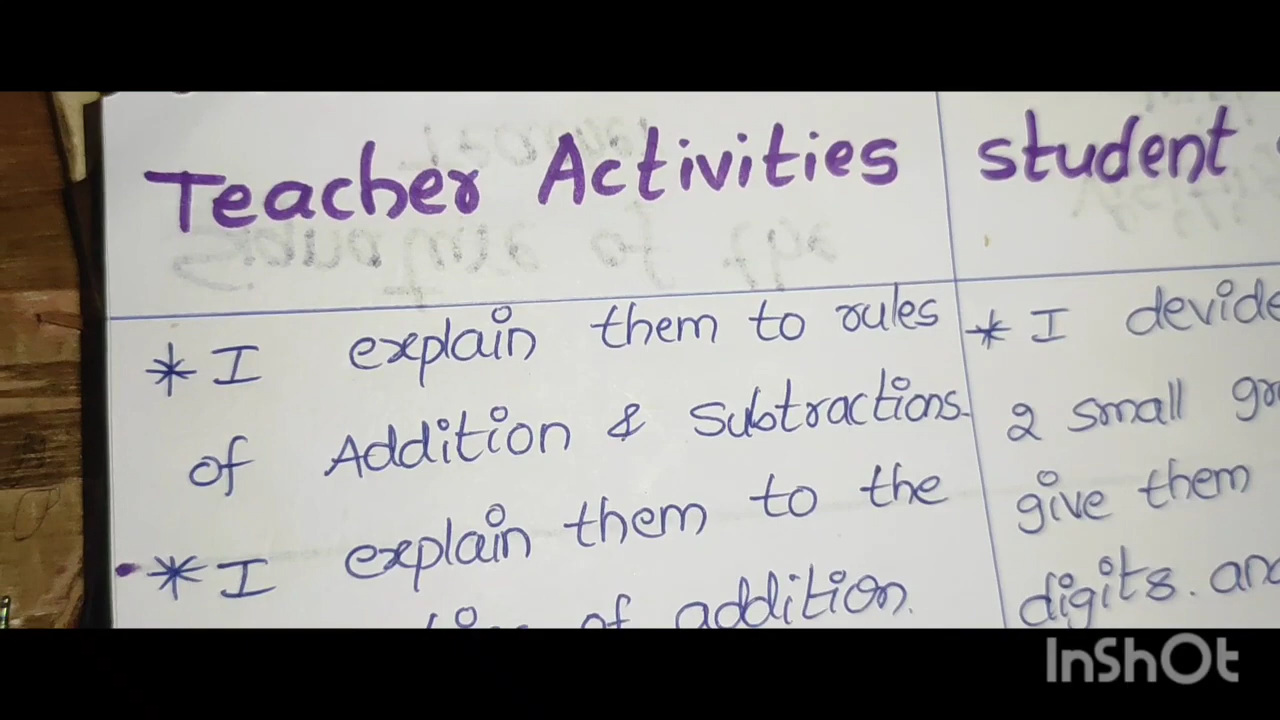 Teacher Activities
* I explain them to rules
of Addition & Subtractions.
* I explain them to the
of addition.
student
* I devide
2 small
give them
digits. and
InShOt